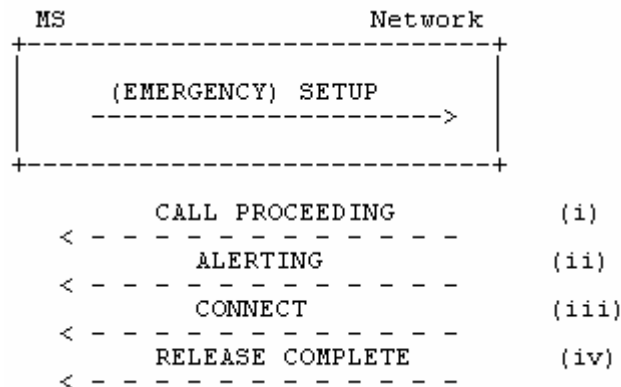 MS Network
(EMERGENCY) SETUP
CALL PROCEEDING (i)
ALERTING (ii)
CONNECT (iii)
RELEASE COMPLETE (iv)